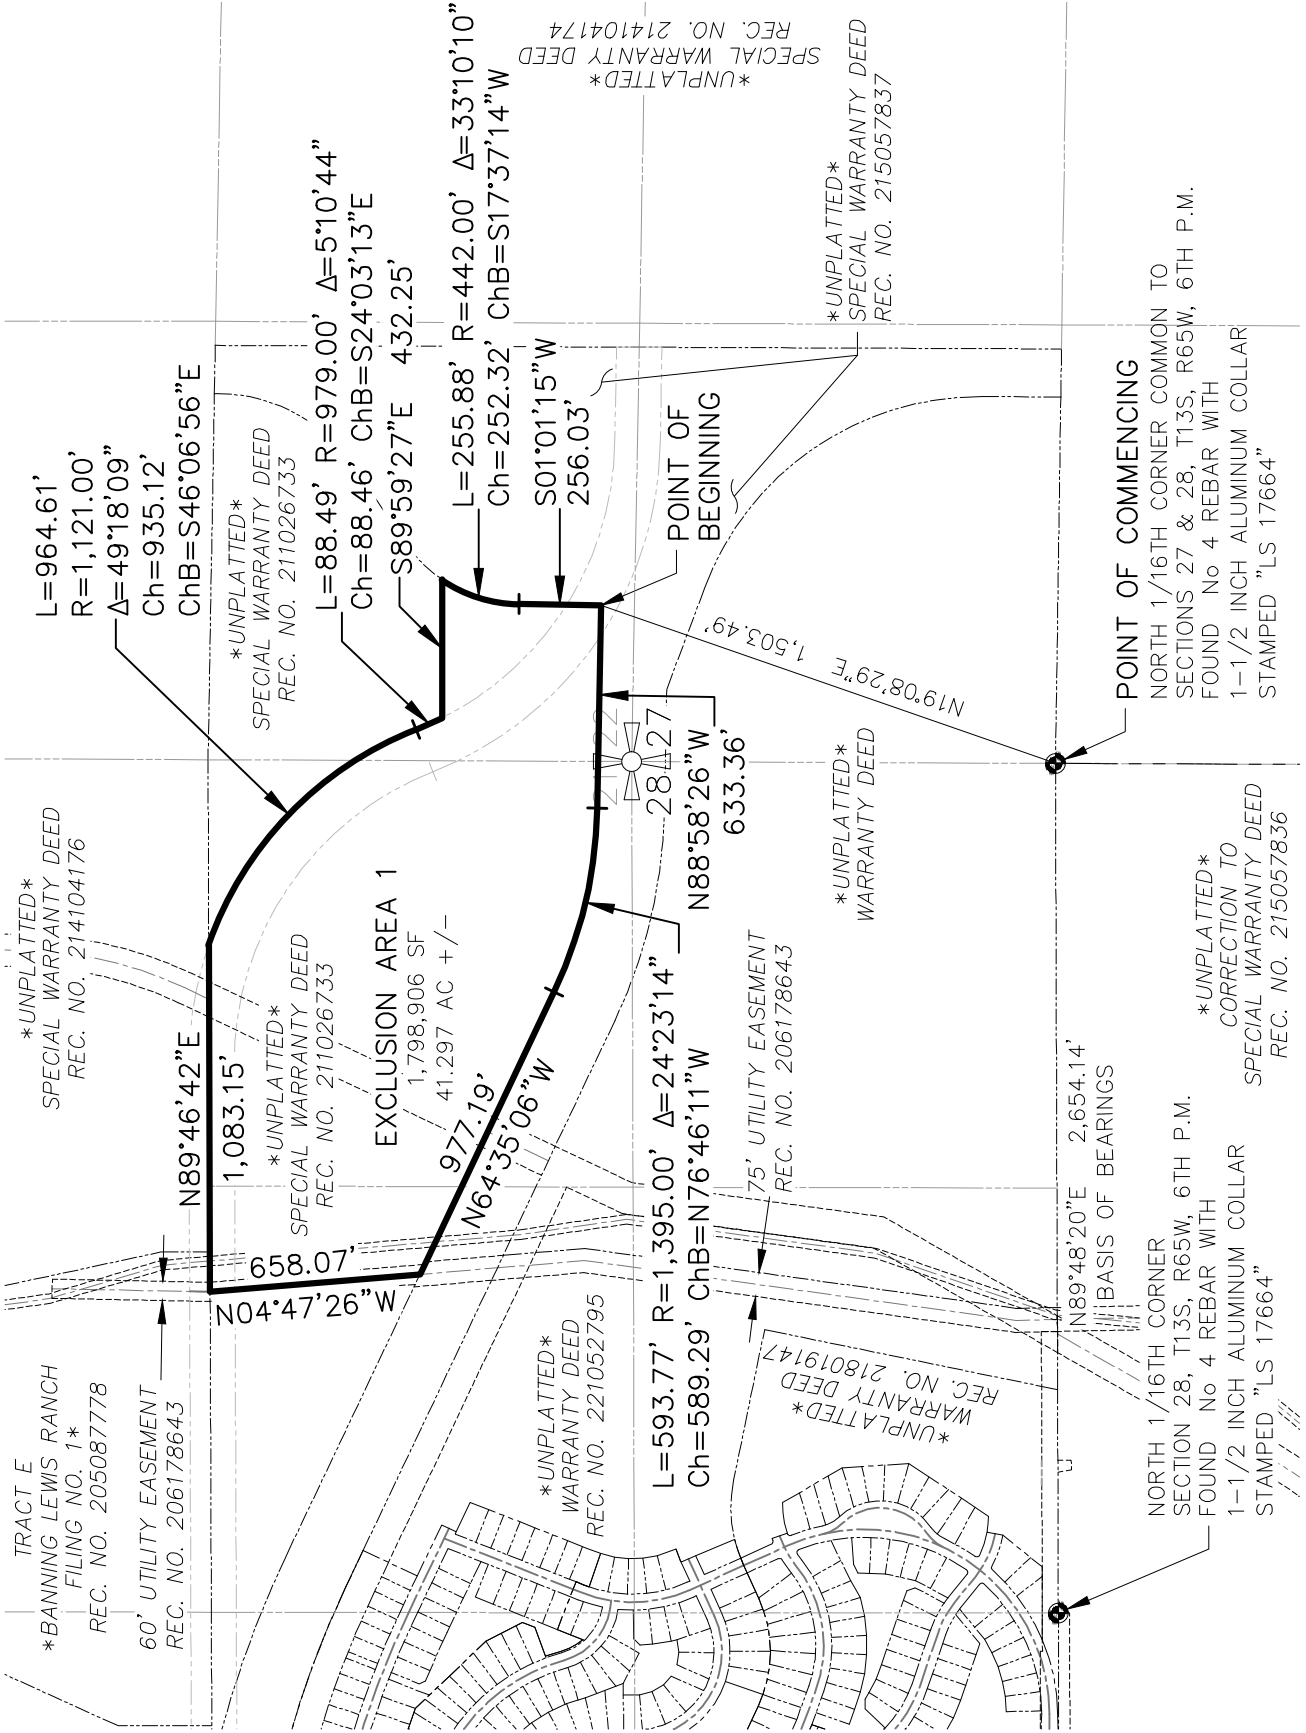 TRACT E
*BANNING LEWIS RANCH
FILING NO. 1*
REC. NO. 205087778
60' UTILITY EASEMENT
REC. NO. 206178643
*UNPLATTED*
SPECIAL WARRANTY DEED
REC. NO. 214104176
L=964.61'
R=1,121.00'
Δ=49°18'09"
Ch=935.12'
ChB=S46°06'56"E
*UNPLATTED*
SPECIAL WARRANTY DEED
REC. NO. 211026733
L=88.49' R=979.00' Δ=5°10'44"
Ch=88.46' ChB=S24°03'13"E
S89°59'27"E 432.25'
L=255.88' R=442.00' Δ=33°10'10"
Ch=252.32' ChB=S17°37'14"W
S01°01'15"W
256.03'
*UNPLATTED*
SPECIAL WARRANTY DEED
REC. NO. 214104174
N89°46'42"E
1,083.15'
*UNPLATTED*
SPECIAL WARRANTY DEED
REC. NO. 211026733
EXCLUSION AREA 1
1,798,906 SF
41.297 AC +/-
658.07'
N04°47'26"W
977.19'
N64°35'06"W
POINT OF
BEGINNING
21 22
28 27
N88°58'26"W
633.36'
N19°08'29"E 1,503.49'
*UNPLATTED*
SPECIAL WARRANTY DEED
REC. NO. 215057837
*UNPLATTED*
WARRANTY DEED
REC. NO. 221052795
L=593.77' R=1,395.00' Δ=24°23'14"
Ch=589.29' ChB=N76°46'11"W
75' UTILITY EASEMENT
REC. NO. 206178643
*UNPLATTED*
WARRANTY DEED
*UNPLATTED*
WARRANTY DEED
REC. NO. 218019147
N89°48'20"E 2,654.14'
BASIS OF BEARINGS
POINT OF COMMENCING
NORTH 1/16TH CORNER COMMON TO
SECTIONS 27 & 28, T13S, R65W, 6TH P.M.
FOUND No 4 REBAR WITH
1-1/2 INCH ALUMINUM COLLAR
STAMPED "LS 17664"
NORTH 1/16TH CORNER
SECTION 28, T13S, R65W, 6TH P.M.
FOUND No 4 REBAR WITH
1-1/2 INCH ALUMINUM COLLAR
STAMPED "LS 17664"
*UNPLATTED*
CORRECTION TO
SPECIAL WARRANTY DEED
REC. NO. 215057836